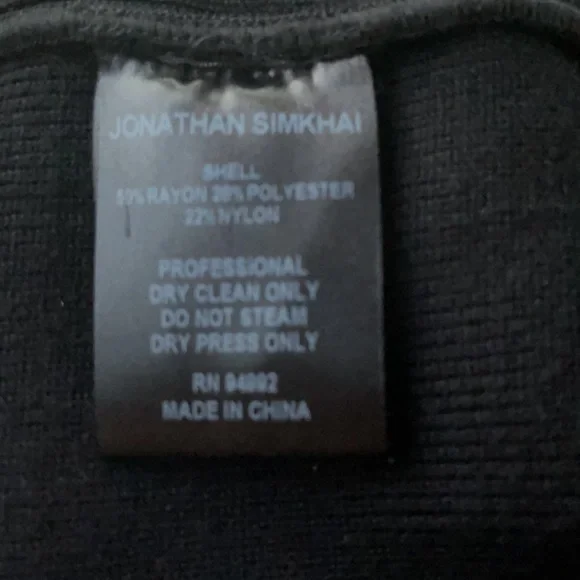 JONATHAN SIMKHAI
SHELL
RAYON POLYESTER
22% NYLON
PROFESSIONAL
DRY CLEAN ONLY
DO NOT STEAM
DRY PRESS ONLY
RN
MADE IN CHINA